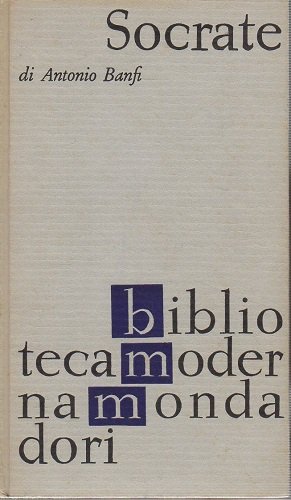 Socrate
di Antonio Banfi
biblio
tecamoder
namonda
dori